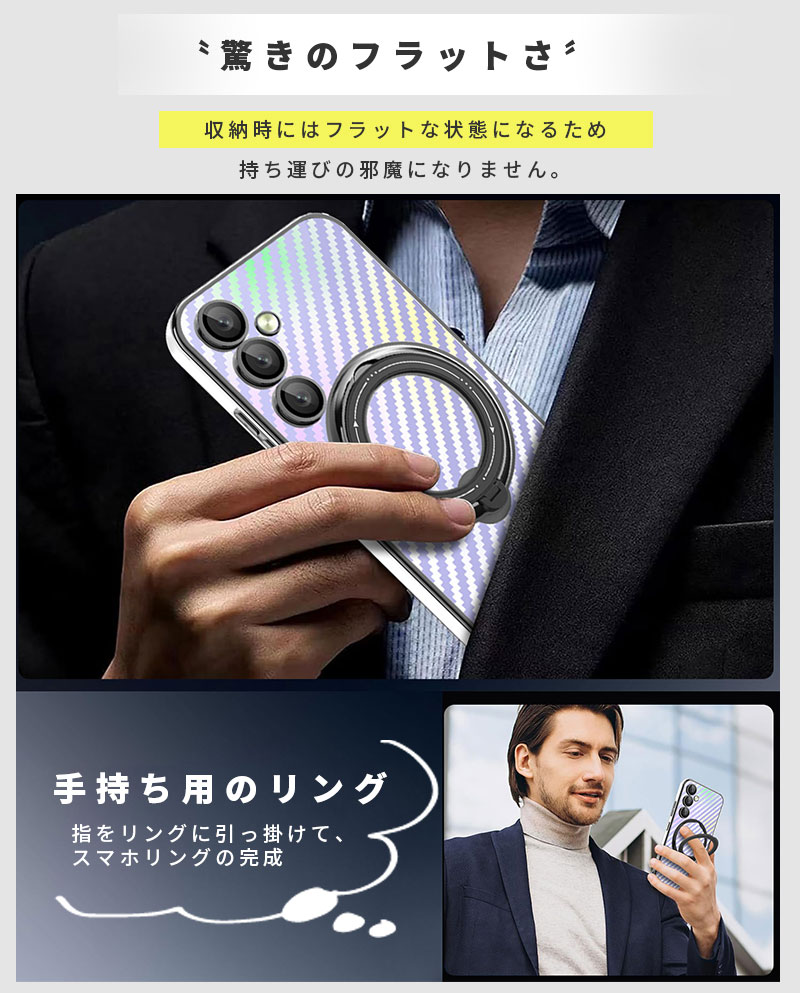 〝驚きのフラットさ〞
収納時にはフラットな状態になるため
持ち運びの邪魔になりません。
手持ち用のリング
指をリングに引っ掛けて、
スマホリングの完成